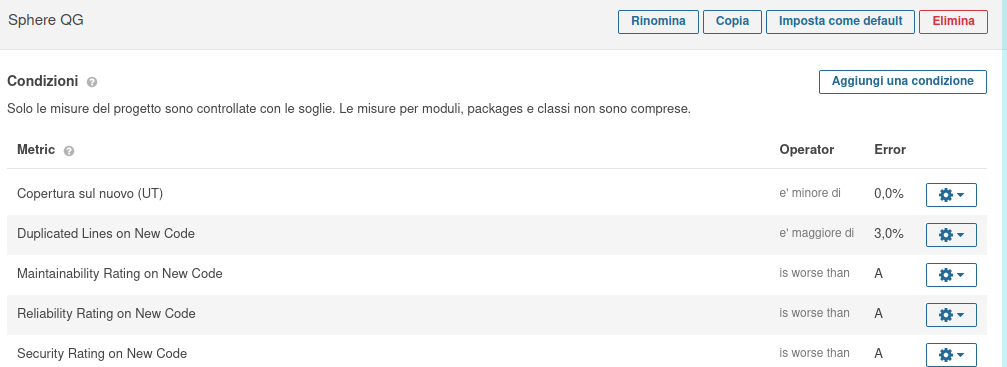 Sphere QG
Rinomina Copia Imposta come default Elimina
Condizioni ?
Aggiungi una condizione
Solo le misure del progetto sono controllate con le soglie. Le misure per moduli, packages e classi non sono comprese.
Metric ? Operator Error
Copertura sul nuovo (UT) e' minore di 0,0%
Duplicated Lines on New Code e' maggiore di 3,0%
Maintainability Rating on New Code is worse than A
Reliability Rating on New Code is worse than A
Security Rating on New Code is worse than A